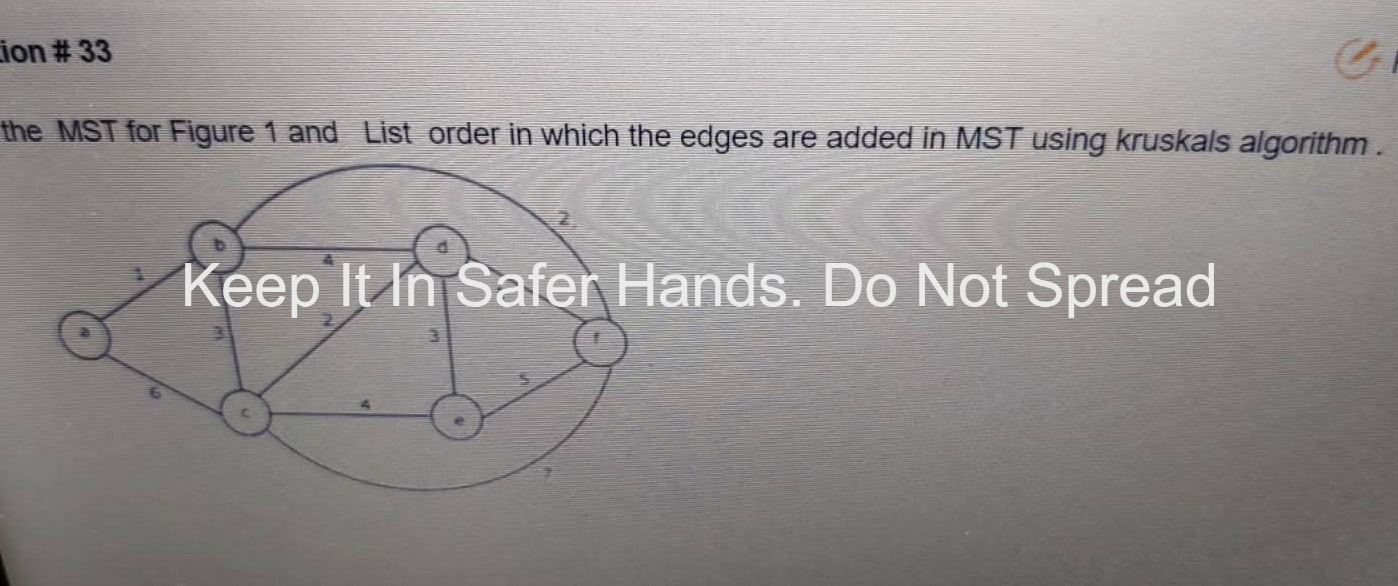 ion # 33
the MST for Figure 1 and List order in which the edges are added in MST using kruskals algorithm .
2
b
d
4
1
Keep It In Safer Hands. Do Not Spread
2
3
3
a
f
5
6
4
c
e
7